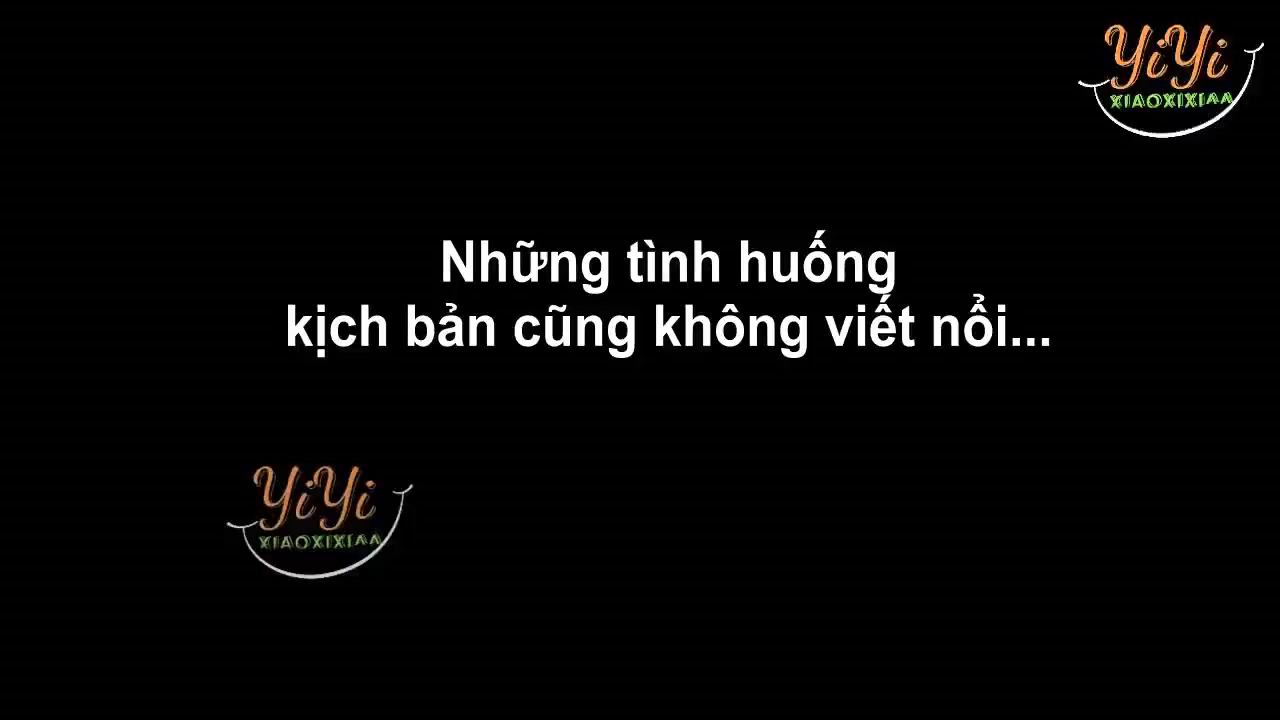 YiYi
XIAOXIXIAA
Những tình huống
kịch bản cũng không viết nổi...
YiYi
XIAOXIXIAA